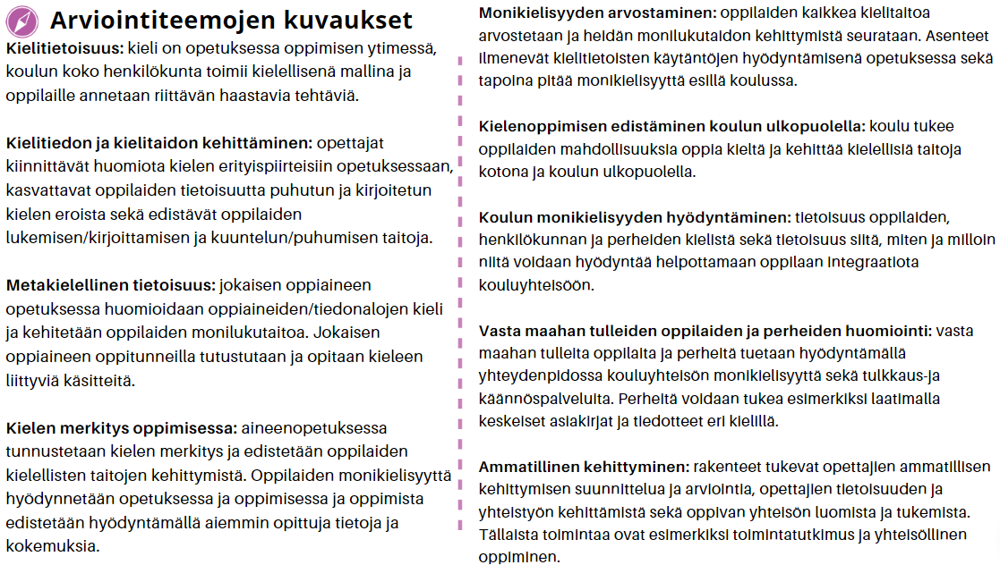 Arviointiteemojen kuvaukset
Kielitietoisuus: kieli on opetuksessa oppimisen ytimessä,
koulun koko henkilökunta toimii kielellisenä mallina ja
oppilaille annetaan riittävän haastavia tehtäviä.
Kielitiedon ja kielitaidon kehittäminen: opettajat
kiinnittävät huomiota kielen erityispiirteisiin opetuksessaan,
kasvattavat oppilaiden tietoisuutta puhutun ja kirjoitetun
kielen eroista sekä edistävät oppilaiden
lukemisen/kirjoittamisen ja kuuntelun/puhumisen taitoja.
Metakielellinen tietoisuus: jokaisen oppiaineen
opetuksessa huomioidaan oppiaineiden/tiedonalojen kieli
ja kehitetään oppilaiden monilukutaitoa. Jokaisen
oppiaineen oppitunneilla tutustutaan ja opitaan kieleen
liittyviä käsitteitä.
Kielen merkitys oppimisessa: aineenopetuksessa
tunnustetaan kielen merkitys ja edistetään oppilaiden
kielellisten taitojen kehittymistä. Oppilaiden monikielisyyttä
hyödynnetään opetuksessa ja oppimisessa ja oppimista
edistetään hyödyntämällä aiemmin opittuja tietoja ja
kokemuksia.
Monikielisyyden arvostaminen: oppilaiden kaikkea kielitaitoa
arvostetaan ja heidän monilukutaidon kehittymistä seurataan. Asenteet
ilmenevät kielitietoisten käytäntöjen hyödyntämisenä opetuksessa sekä
tapoina pitää monikielisyyttä esillä koulussa.
Kielenoppimisen edistäminen koulun ulkopuolella: koulu tukee
oppilaiden mahdollisuuksia oppia kieltä ja kehittää kielellisiä taitoja
kotona ja koulun ulkopuolella.
Koulun monikielisyyden hyödyntäminen: tietoisuus oppilaiden,
henkilökunnan ja perheiden kielistä sekä tietoisuus siitä, miten ja milloin
niitä voidaan hyödyntää helpottamaan oppilaan integraatiota
kouluyhteisöön.
Vasta maahan tulleiden oppilaiden ja perheiden huomiointi: vasta
maahan tulleita oppilaita ja perheitä tuetaan hyödyntämällä
yhteydenpidossa kouluyhteisön monikielisyyttä sekä tulkkaus-ja
käännöspalveluita. Perheitä voidaan tukea esimerkiksi laatimalla
keskeiset asiakirjat ja tiedotteet eri kielillä.
Ammatillinen kehittyminen: rakenteet tukevat opettajien ammatillisen
kehittymisen suunnittelua ja arviointia, opettajien tietoisuuden ja
yhteistyön kehittämistä sekä oppivan yhteisön luomista ja tukemista.
Tällaista toimintaa ovat esimerkiksi toimintatutkimus ja yhteisöllinen
oppiminen.